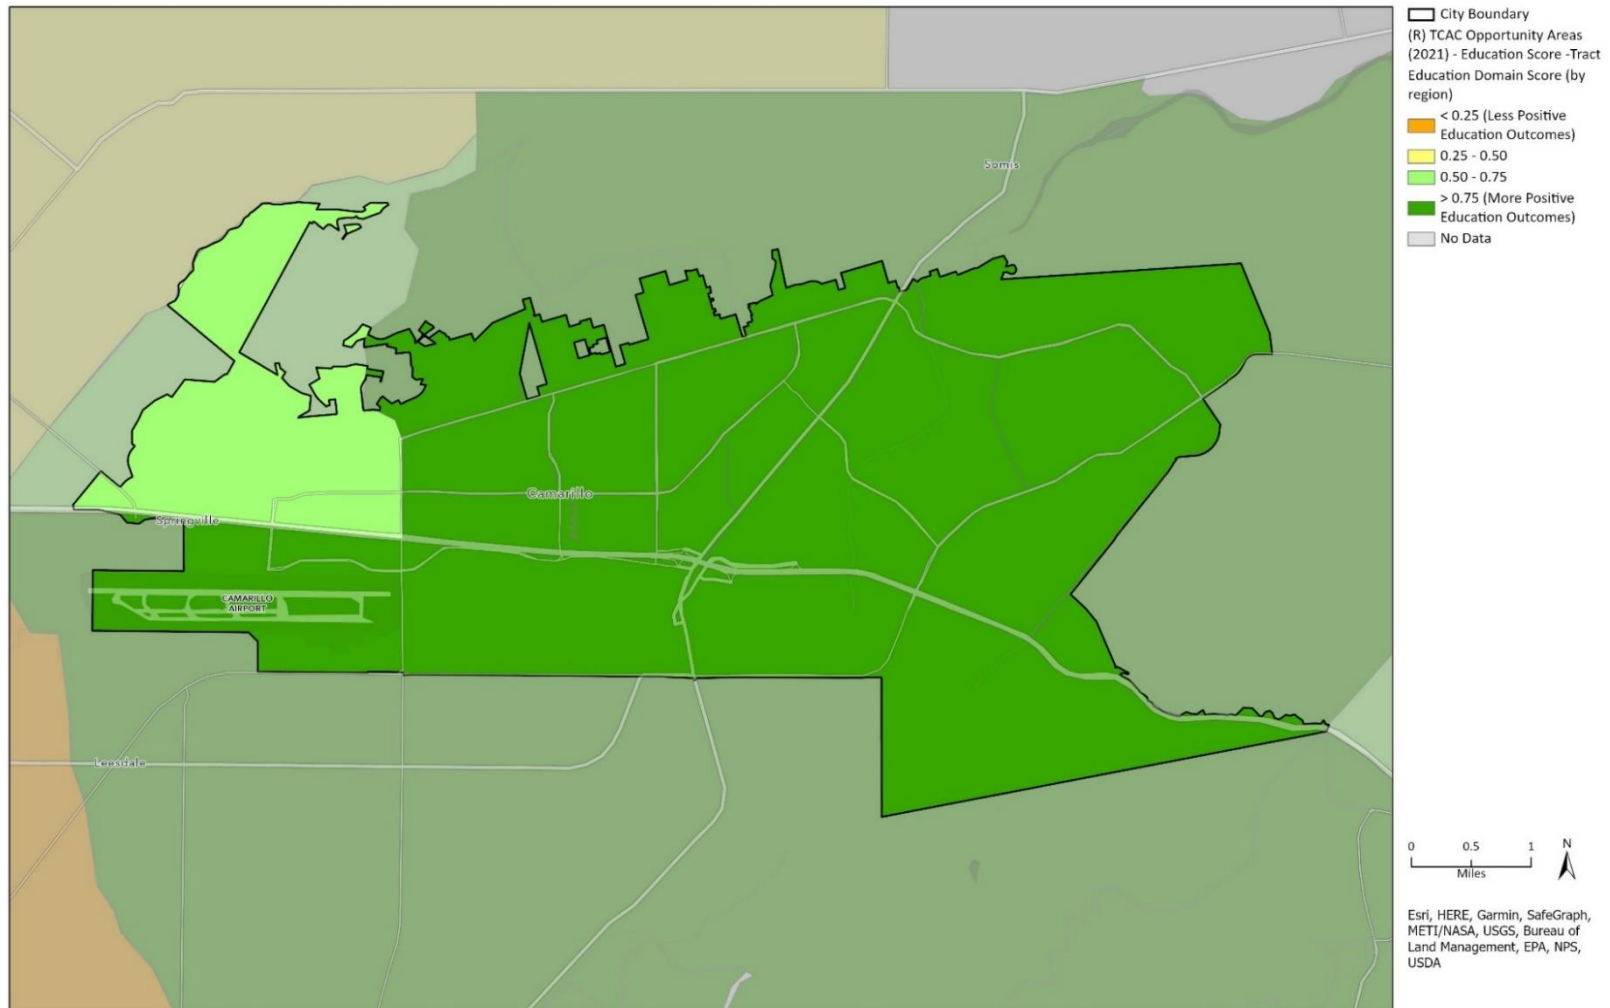 City Boundary
(R) TCAC Opportunity Areas
(2021) - Education Score -Tract
Education Domain Score (by
region)
< 0.25 (Less Positive
Education Outcomes)
0.25 - 0.50
0.50 - 0.75
> 0.75 (More Positive
Education Outcomes)
No Data
Somis
Camarillo
Springville
CAMARILLO
AIRPORT
Leesdale
0 0.5 1
Miles
N
Esri, HERE, Garmin, SafeGraph,
METI/NASA, USGS, Bureau of
Land Management, EPA, NPS,
USDA